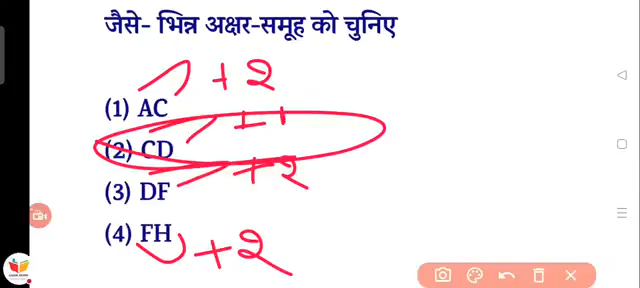 जैसे- भिन्न अक्षर-समूह को चुनिए
+2
(1) AC
+1
(2) CD
+2
(3) DF
(4) FH
+2